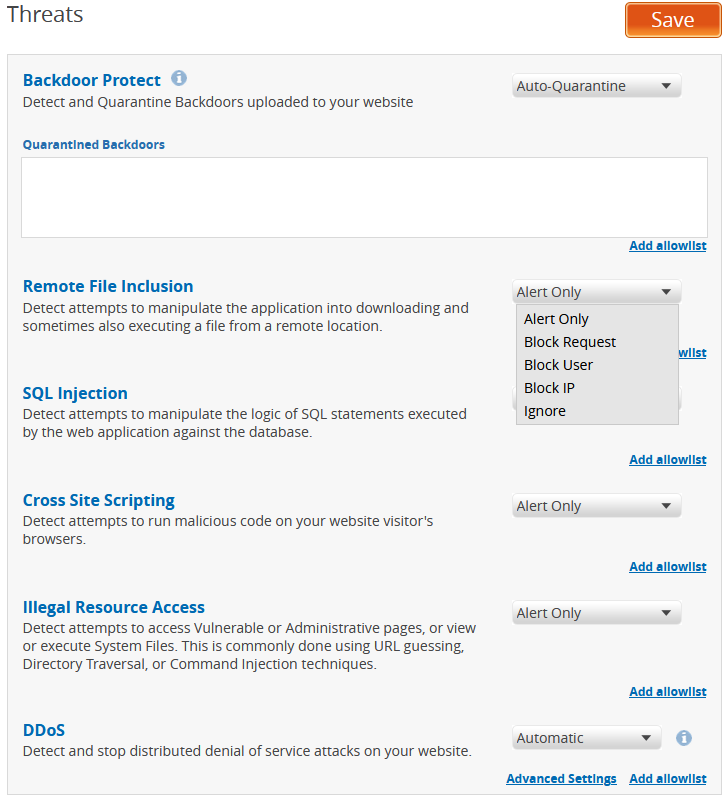 Threats
Save
Backdoor Protect
Auto-Quarantine
Detect and Quarantine Backdoors uploaded to your website
Quarantined Backdoors
Add allowlist
Remote File Inclusion
Alert Only
Detect attempts to manipulate the application into downloading and
sometimes also executing a file from a remote location.
Alert Only
Block Request
Block User
Block IP
Ignore
wlist
SQL Injection
Detect attempts to manipulate the logic of SQL statements executed
by the web application against the database.
Add allowlist
Cross Site Scripting
Alert Only
Detect attempts to run malicious code on your website visitor's
browsers.
Add allowlist
Illegal Resource Access
Alert Only
Detect attempts to access Vulnerable or Administrative pages, or view
or execute System Files. This is commonly done using URL guessing,
Directory Traversal, or Command Injection techniques.
Add allowlist
DDoS
Automatic
Detect and stop distributed denial of service attacks on your website.
Advanced Settings Add allowlist